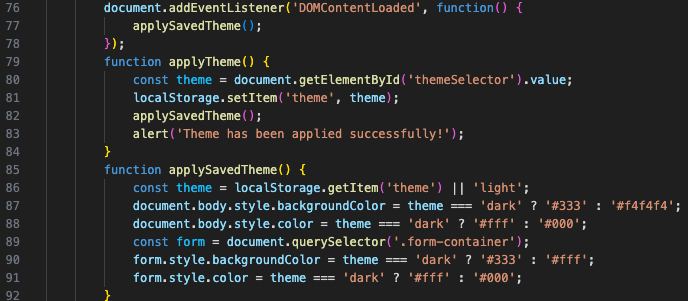 76 document.addEventListener('DOMContentLoaded', function() {
77 applySavedTheme();
78 });
79 function applyTheme() {
80 const theme = document.getElementById('themeSelector').value;
81 localStorage.setItem('theme', theme);
82 applySavedTheme();
83 alert('Theme has been applied successfully!');
84 }
85 function applySavedTheme() {
86 const theme = localStorage.getItem('theme') || 'light';
87 document.body.style.backgroundColor = theme === 'dark' ? '#333' : '#f4f4f4';
88 document.body.style.color = theme === 'dark' ? '#fff' : '#000';
89 const form = document.querySelector('.form-container');
90 form.style.backgroundColor = theme === 'dark' ? '#333' : '#fff';
91 form.style.color = theme === 'dark' ? '#fff' : '#000';
92 }